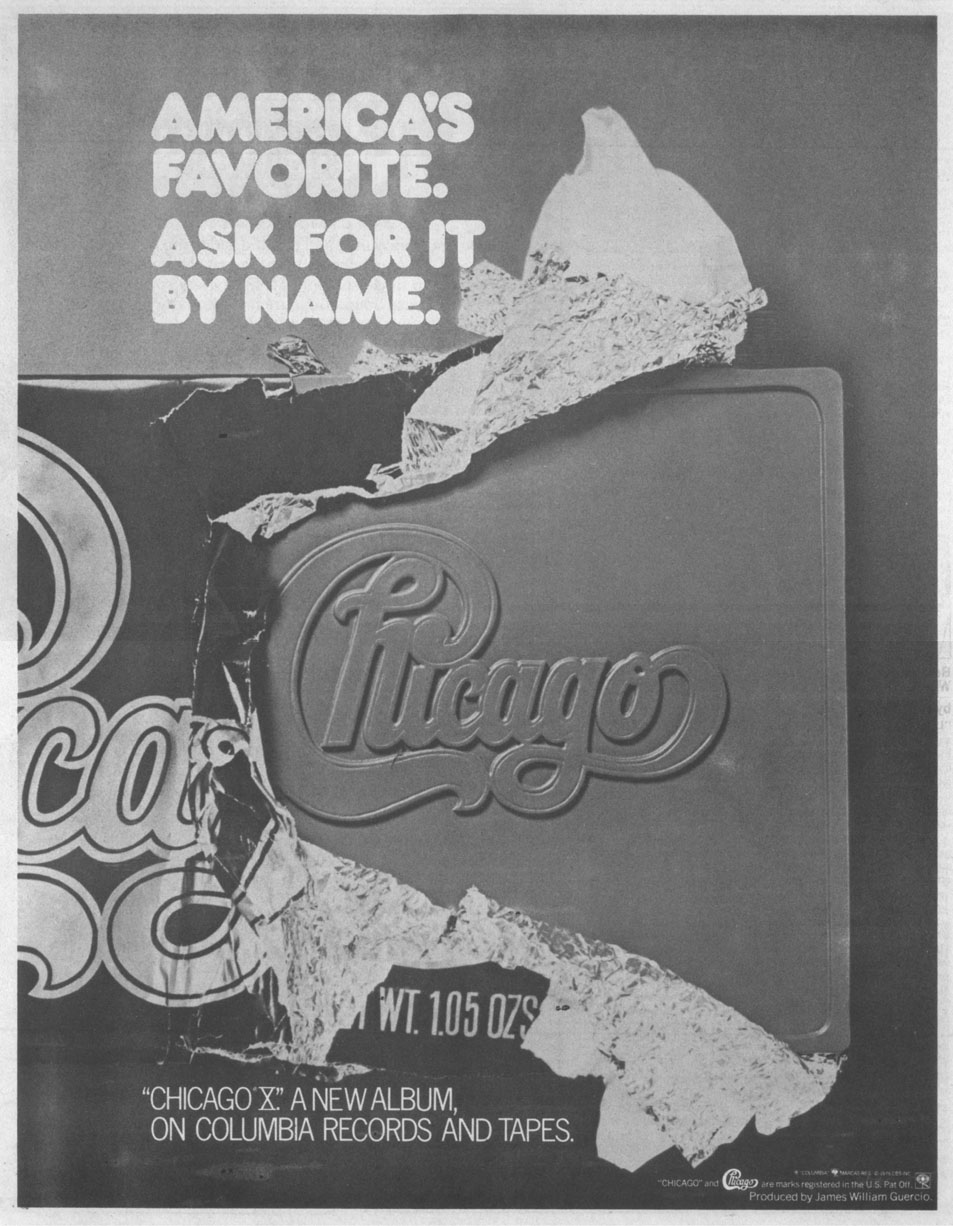 AMERICA'S
FAVORITE.
ASK FOR IT
BY NAME.
Chicago
ca
WT. 1.05 OZS
"CHICAGO X." A NEW ALBUM,
ON COLUMBIA RECORDS AND TAPES.
"CHICAGO" and Chicago are marks registered in the U.S. Pat Off.
Produced by James William Guercio.